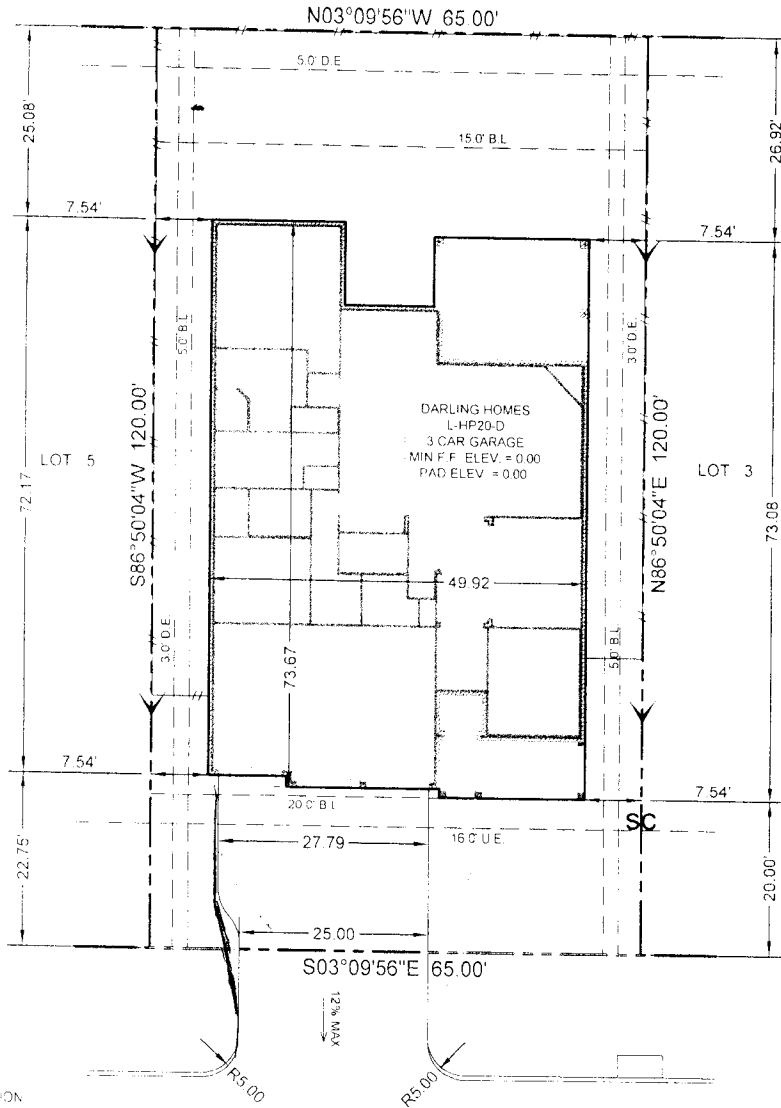 N03°09'56"W 65.00'
5.0' D.E
15.0' B.L
25.08'
26.92'
7.54'
7.54'
5.0' B.L
3.0' D.E.
DARLING HOMES
L-HP20-D
3 CAR GARAGE
MIN F.F. ELEV. = 0.00
PAD ELEV = 0.00
LOT 5
LOT 3
72.17
S86°50'04"W 120.00'
N86°50'04"E 120.00'
73.08
49.92
73.67
3.0' D.E.
5.0' B.L
7.54'
7.54'
20.0' B.L
16.0' U.E.
SC
27.79
22.75'
20.00'
25.00
S03°09'56"E 65.00'
12% MAX
R5.00
R5.00